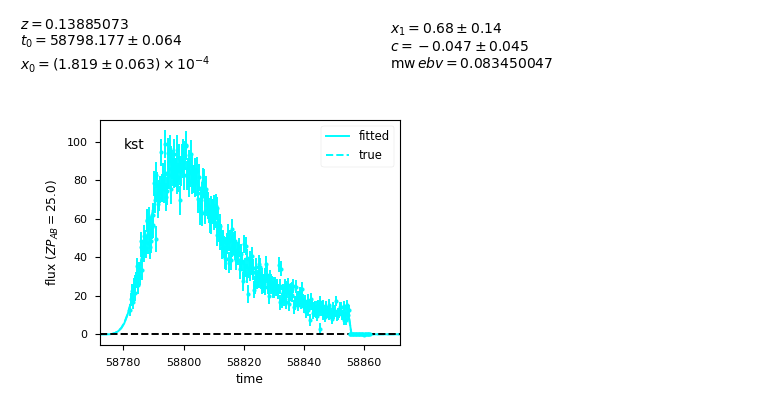 z = 0.13885073
t₀ = 58798.177 ± 0.064
x₀ = (1.819 ± 0.063) × 10⁻⁴
x₁ = 0.68 ± 0.14
c = −0.047 ± 0.045
mw ebv = 0.083450047
kst
fitted
true
flux (ZP_AB = 25.0)
100
80
60
40
20
0
58780 58800 58820 58840 58860
time